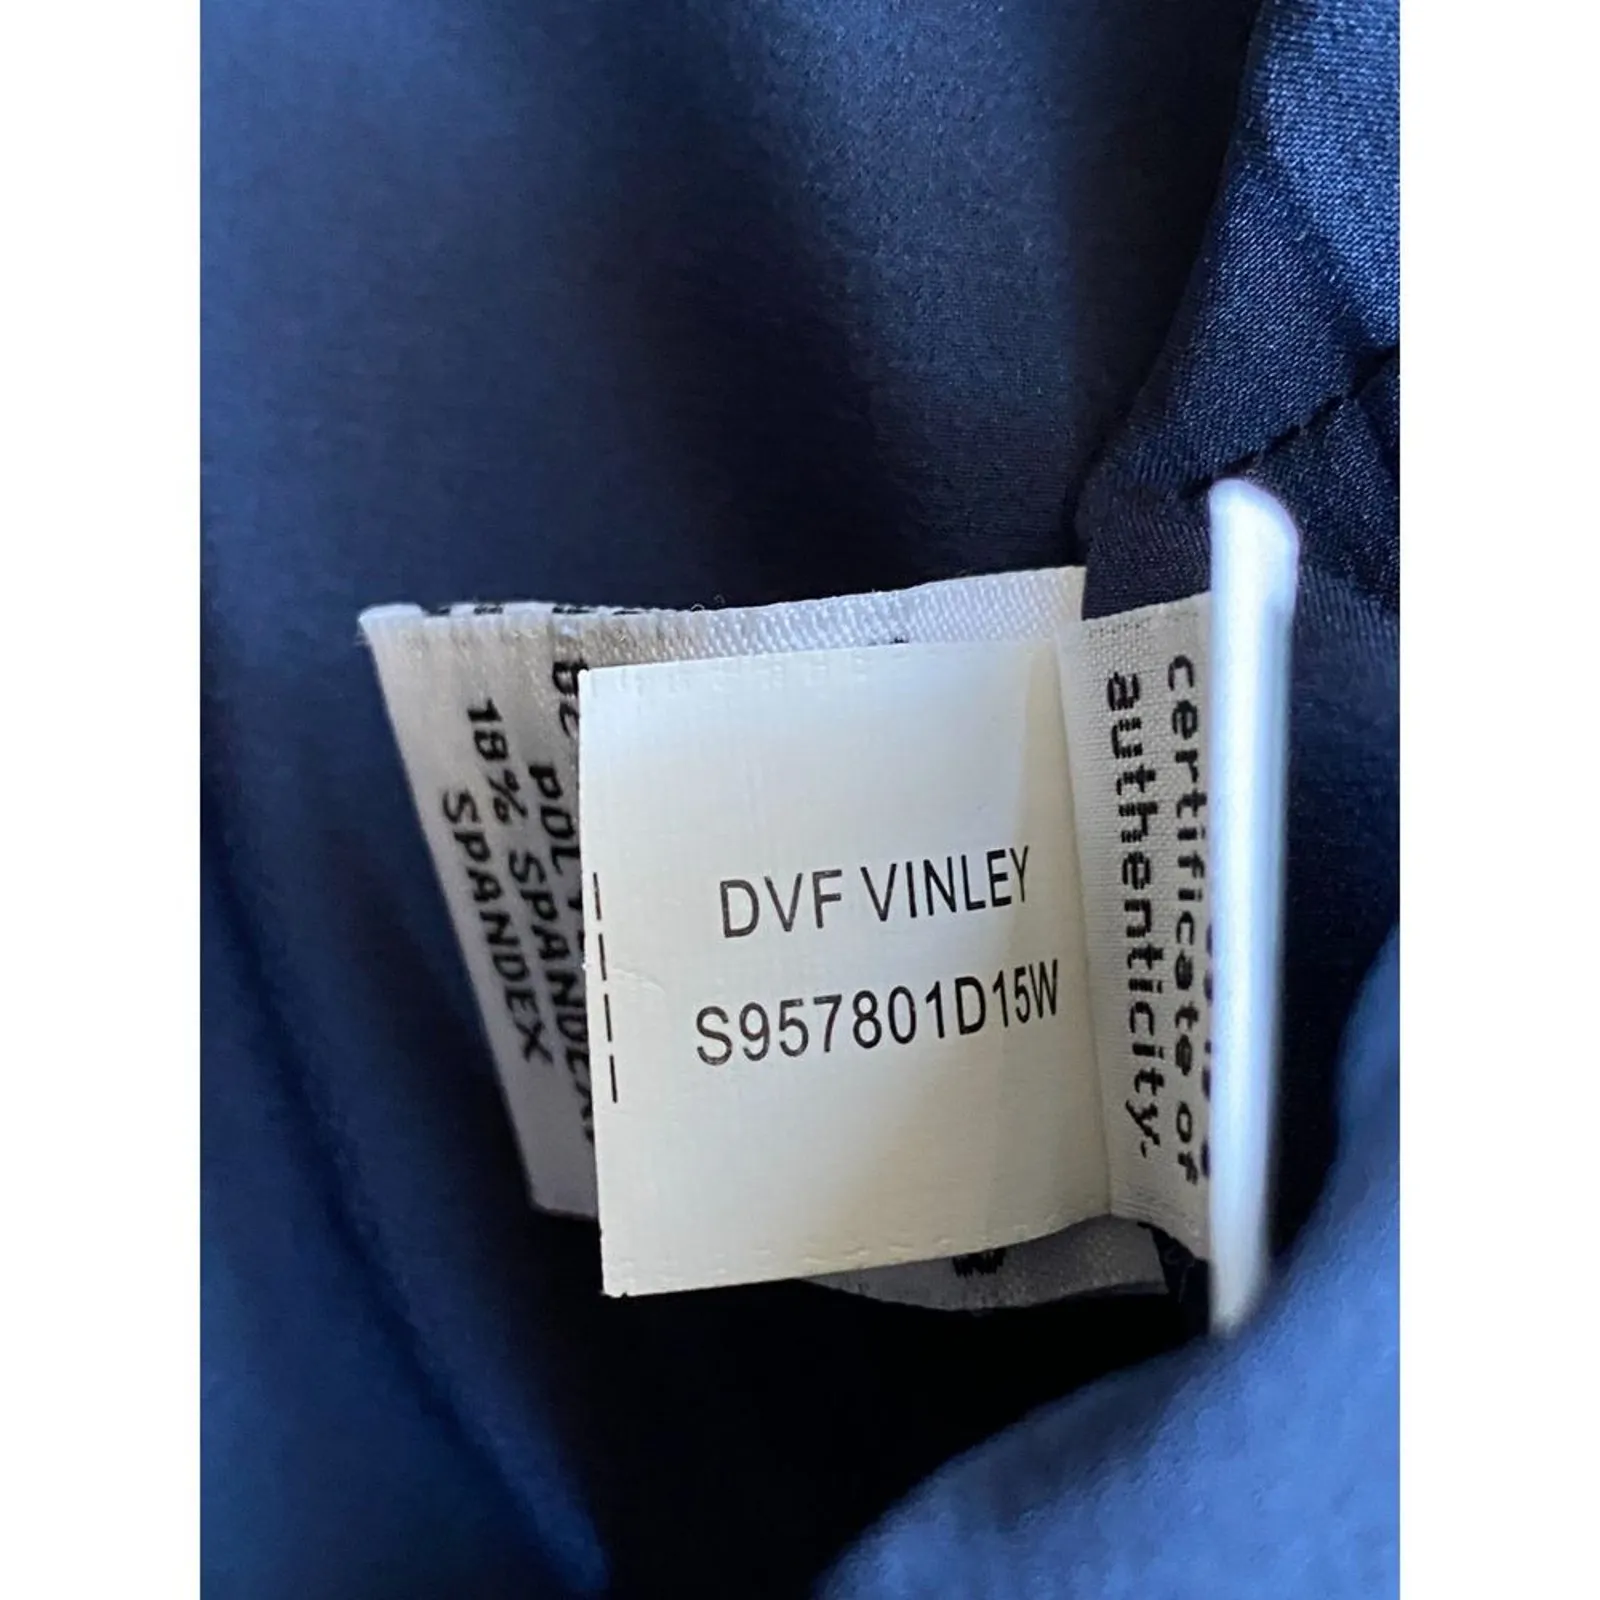 DVF VINLEY
S957801D15W
certificate of
authenticity.
18% SPANDEX
SPANDEX